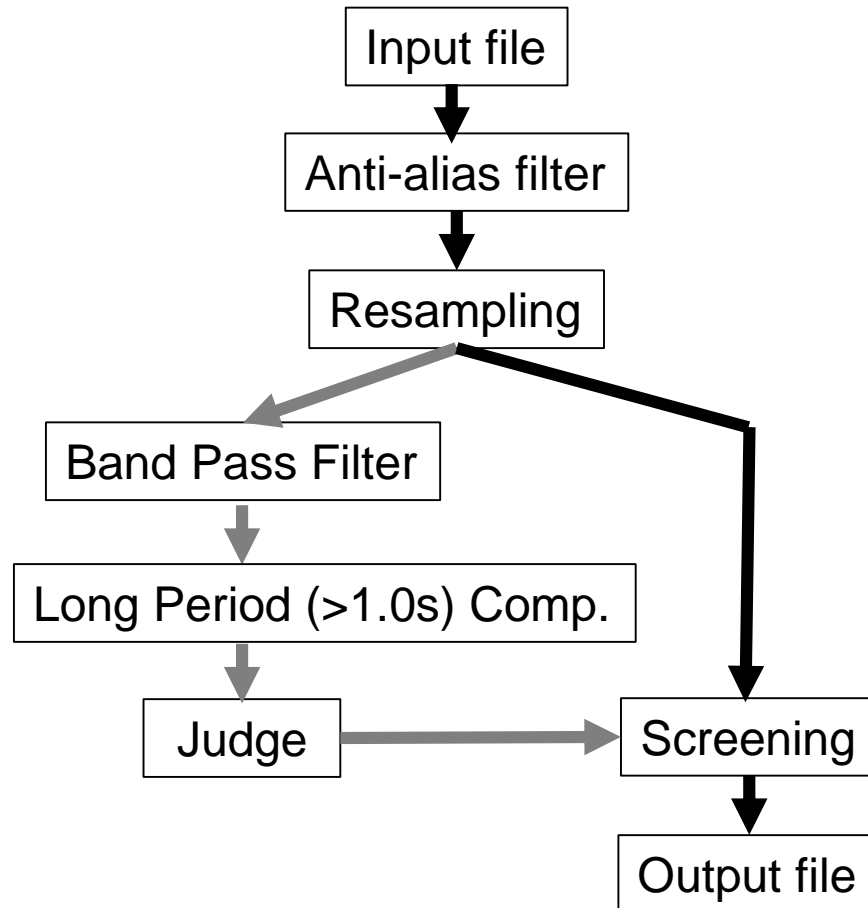 Input file
Anti-alias filter
Resampling
Band Pass Filter
Long Period (>1.0s) Comp.
Judge
Screening
Output file